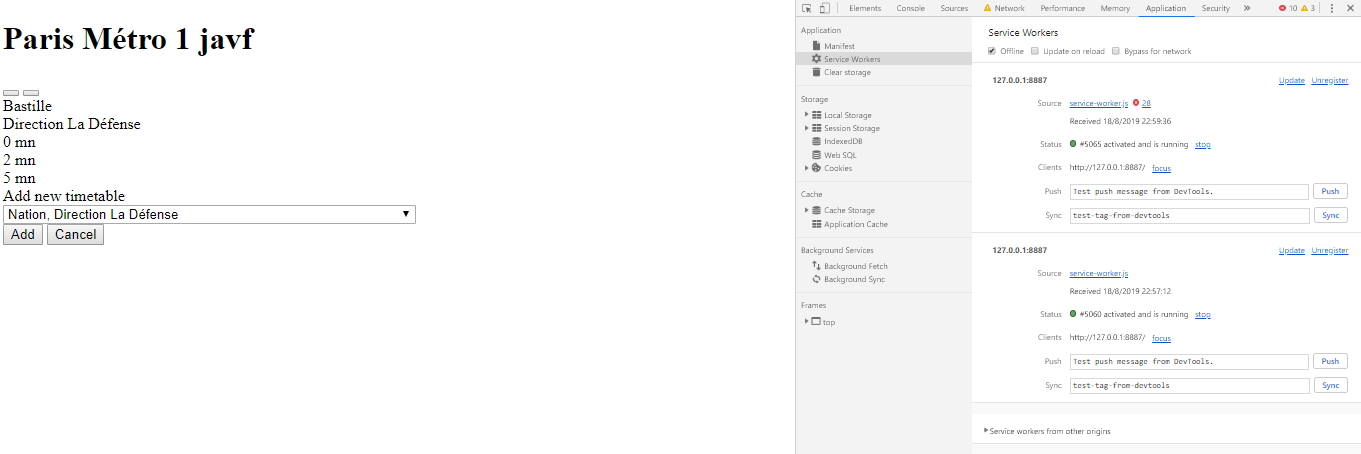 Paris Métro 1 javf
Bastille
Direction La Défense
0 mn
2 mn
5 mn
Add new timetable
Nation, Direction La Défense
Add Cancel
Elements Console Sources Network Performance Memory Application Security » 10 3
Application
Manifest
Service Workers
Clear storage
Storage
Local Storage
Session Storage
IndexedDB
Web SQL
Cookies
Cache
Cache Storage
Application Cache
Background Services
Background Fetch
Background Sync
Frames
top
Service Workers
Offline Update on reload Bypass for network
127.0.0.1:8887 Update Unregister
Source service-worker.js 28
Received 18/8/2019 22:59:36
Status #5065 activated and is running stop
Clients http://127.0.0.1:8887/ focus
Push Test push message from DevTools. Push
Sync test-tag-from-devtools Sync
127.0.0.1:8887 Update Unregister
Source service-worker.js
Received 18/8/2019 22:57:12
Status #5060 activated and is running stop
Clients http://127.0.0.1:8887/ focus
Push Test push message from DevTools. Push
Sync test-tag-from-devtools Sync
Service workers from other origins